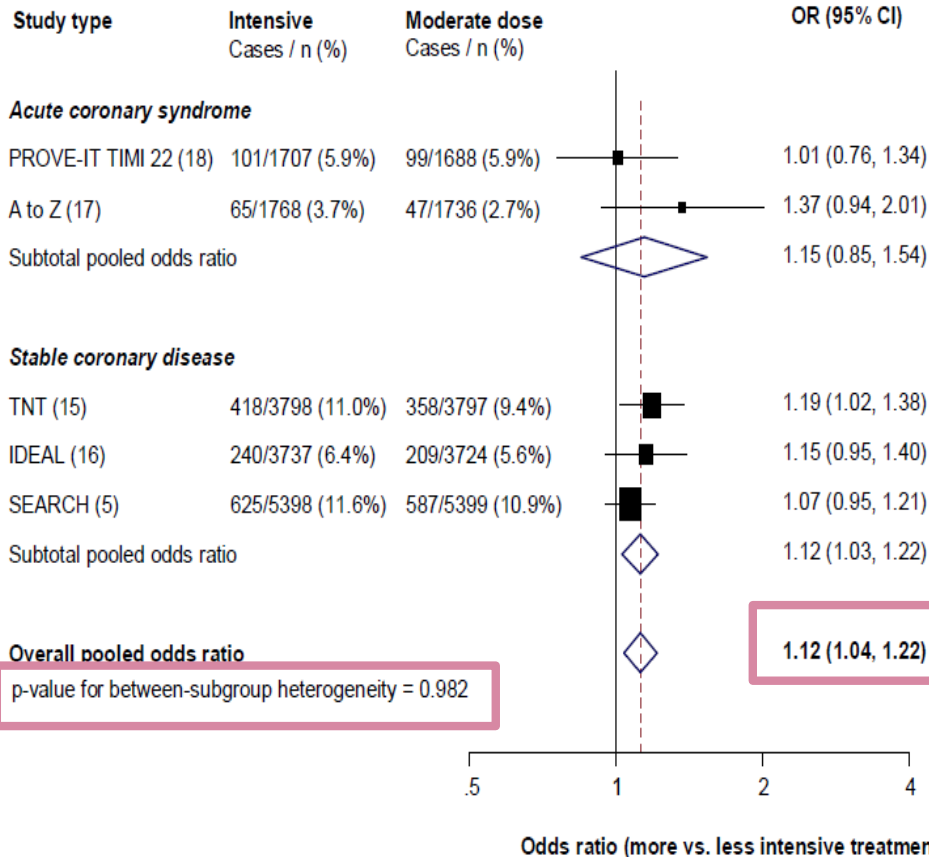 Study type Intensive Moderate dose OR (95% CI)
Cases / n (%) Cases / n (%)
Acute coronary syndrome
PROVE-IT TIMI 22 (18) 101/1707 (5.9%) 99/1688 (5.9%) 1.01 (0.76, 1.34)
A to Z (17) 65/1768 (3.7%) 47/1736 (2.7%) 1.37 (0.94, 2.01)
Subtotal pooled odds ratio 1.15 (0.85, 1.54)
Stable coronary disease
TNT (15) 418/3798 (11.0%) 358/3797 (9.4%) 1.19 (1.02, 1.38)
IDEAL (16) 240/3737 (6.4%) 209/3724 (5.6%) 1.15 (0.95, 1.40)
SEARCH (5) 625/5398 (11.6%) 587/5399 (10.9%) 1.07 (0.95, 1.21)
Subtotal pooled odds ratio 1.12 (1.03, 1.22)
Overall pooled odds ratio 1.12 (1.04, 1.22)
p-value for between-subgroup heterogeneity = 0.982
.5 1 2 4
Odds ratio (more vs. less intensive treatmen